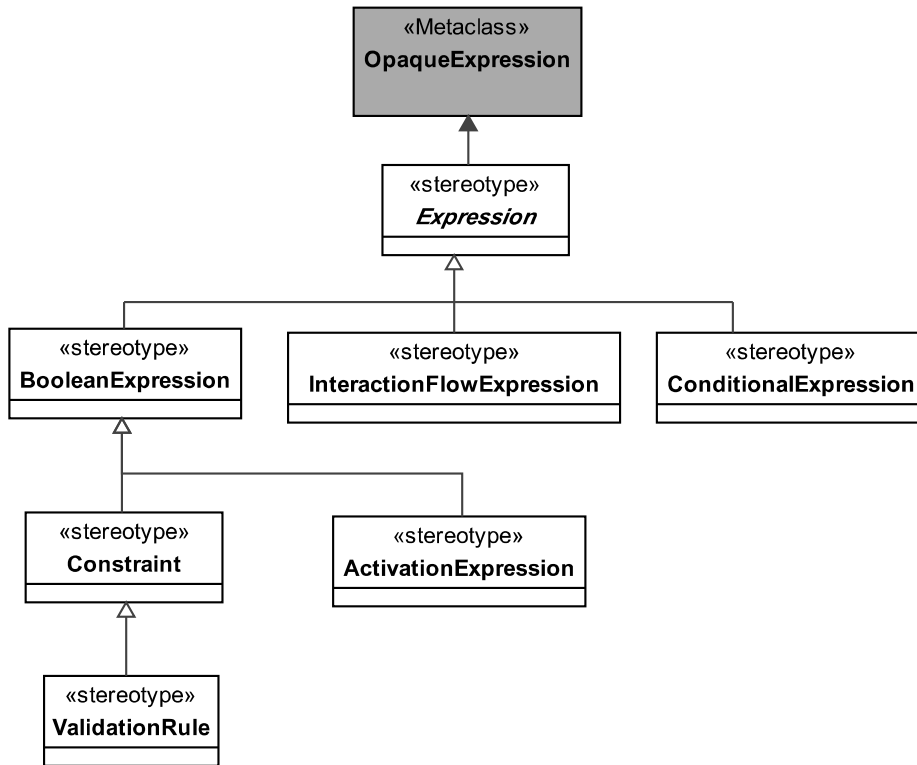 «Metaclass»
OpaqueExpression
«stereotype»
Expression
«stereotype»
BooleanExpression
«stereotype»
InteractionFlowExpression
«stereotype»
ConditionalExpression
«stereotype»
Constraint
«stereotype»
ActivationExpression
«stereotype»
ValidationRule